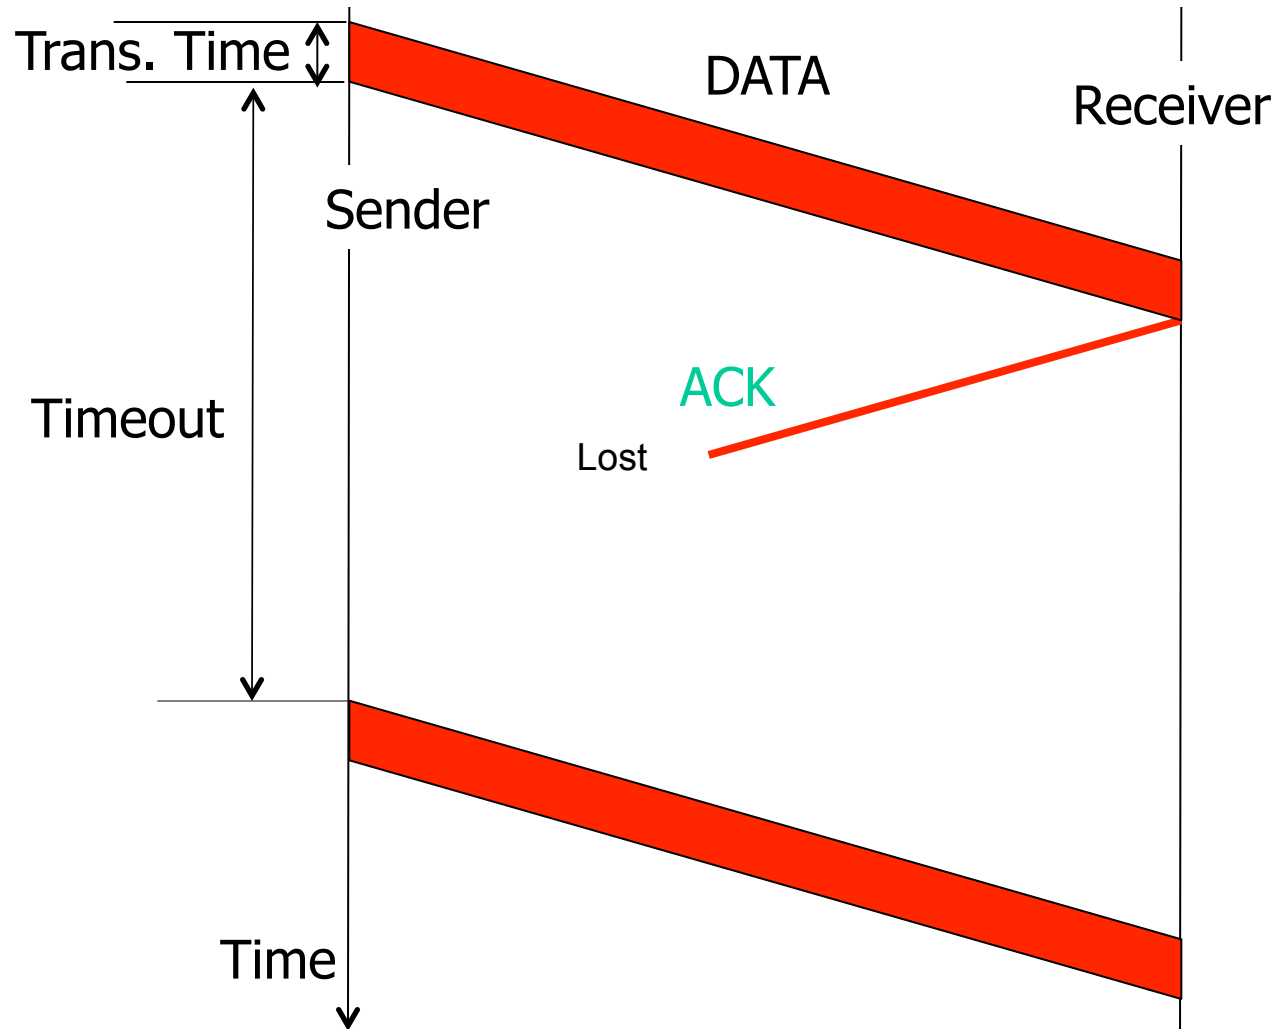 Trans. Time
DATA
Receiver
Sender
ACK
Timeout
Lost
Time